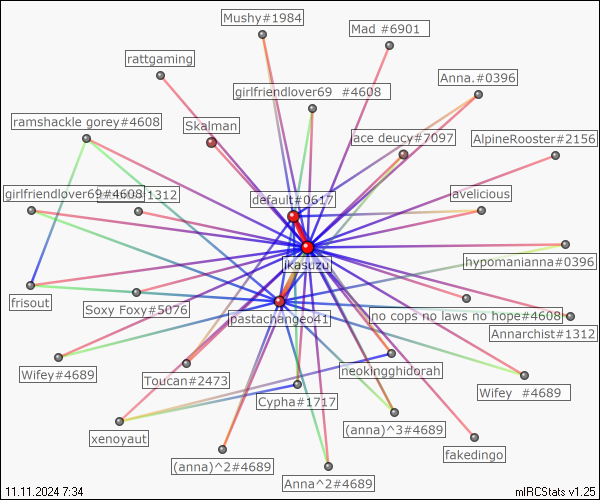 Mushy#1984
Mad #6901
rattgaming
Anna.#0396
girlfriendlover69 #4608
ramshackle gorey#4608
Skalman
ace deucy#7097
AlpineRooster#2156
girlfriendlover69#4608
1312
default#0617
avelicious
jikasuzu
hypomanianna#0396
frisout
Soxy Foxy#5076
pastachangeo41
no cops no laws no hope#4608
Annarchist#1312
Wifey#4689
Toucan#2473
neokingghidorah
Cypha#1717
Wifey #4689
xenoyaut
(anna)^3#4689
fakedingo
(anna)^2#4689
Anna^2#4689
11.11.2024 7:34
mIRCStats v1.25